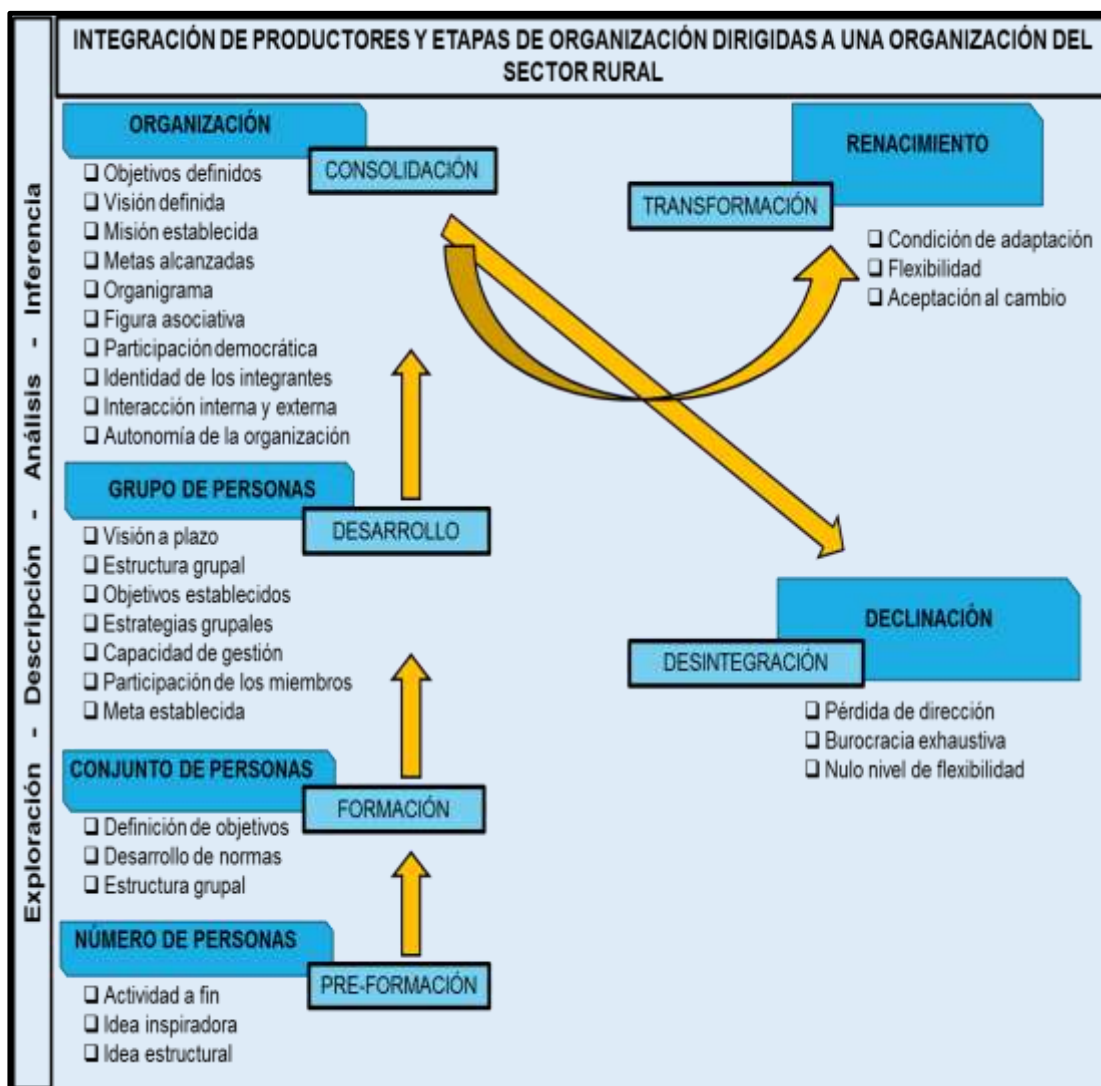 INTEGRACIÓN DE PRODUCTORES Y ETAPAS DE ORGANIZACIÓN DIRIGIDAS A UNA ORGANIZACIÓN DEL
SECTOR RURAL
Exploración - Descripción - Análisis - Inferencia
ORGANIZACIÓN
CONSOLIDACIÓN
Objetivos definidos
Visión definida
Misión establecida
Metas alcanzadas
Organigrama
Figura asociativa
Participación democrática
Identidad de los integrantes
Interacción interna y externa
Autonomía de la organización
GRUPO DE PERSONAS
DESARROLLO
Visión a plazo
Estructura grupal
Objetivos establecidos
Estrategias grupales
Capacidad de gestión
Participación de los miembros
Meta establecida
CONJUNTO DE PERSONAS
FORMACIÓN
Definición de objetivos
Desarrollo de normas
Estructura grupal
NÚMERO DE PERSONAS
PRE-FORMACIÓN
Actividad a fin
Idea inspiradora
Idea estructural
RENACIMIENTO
TRANSFORMACIÓN
Condición de adaptación
Flexibilidad
Aceptación al cambio
DECLINACIÓN
DESINTEGRACIÓN
Pérdida de dirección
Burocracia exhaustiva
Nulo nivel de flexibilidad